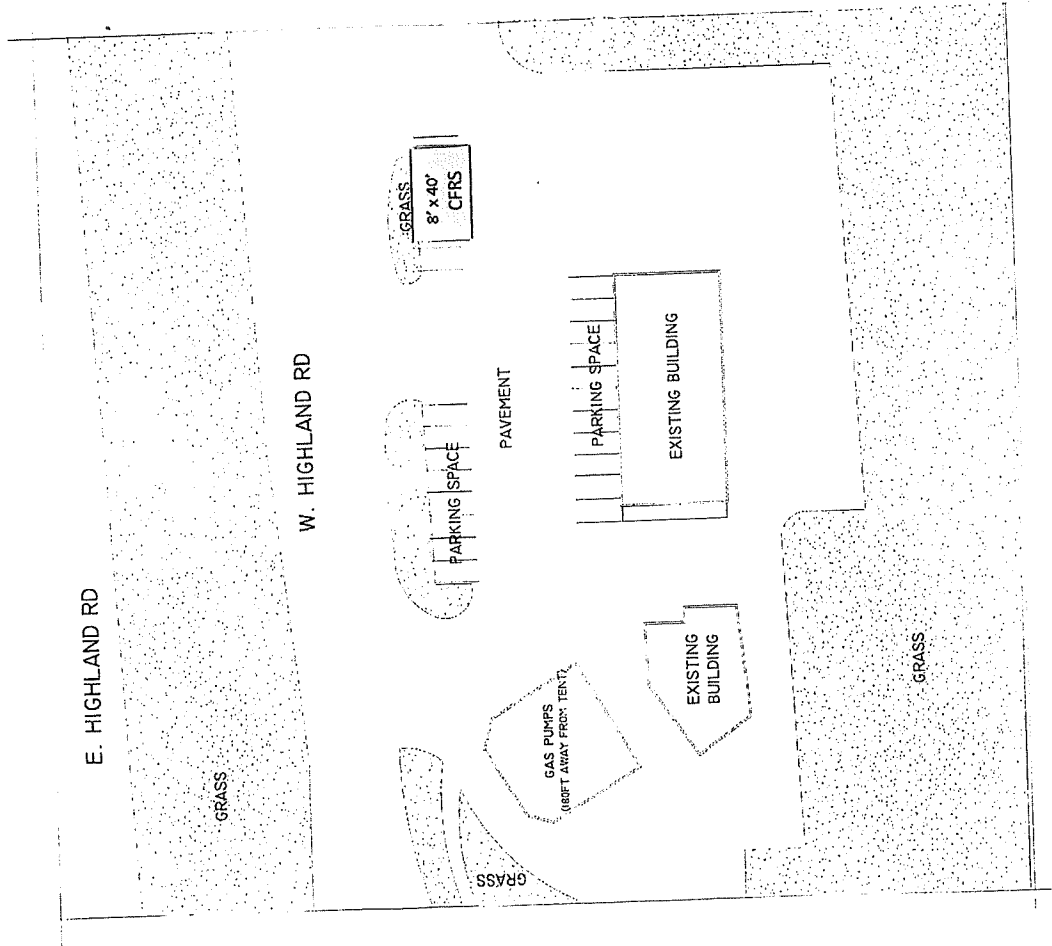 E. HIGHLAND RD
GRASS
W. HIGHLAND RD
GRASS
8' x 40'
CFRS
PARKING SPACE
PAVEMENT
PARKING SPACE
EXISTING BUILDING
GAS PUMPS
(180FT AWAY FROM TENT)
EXISTING
BUILDING
GRASS
GRASS